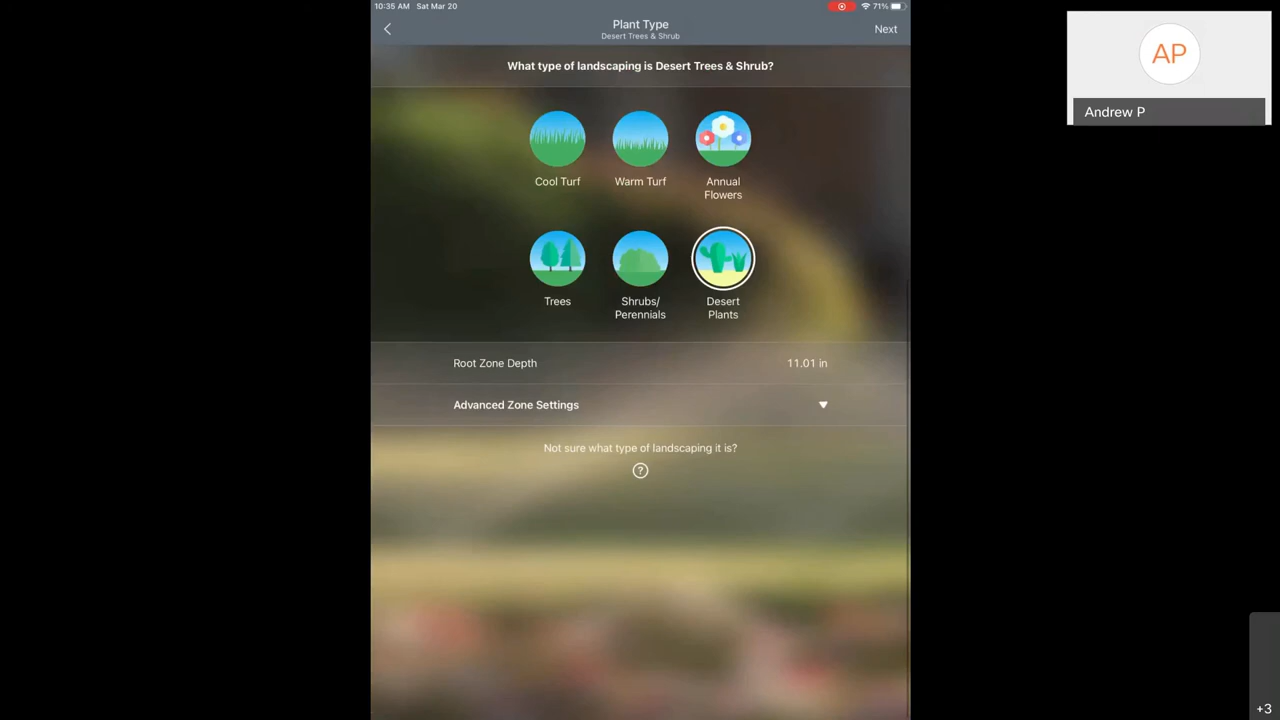 10:35 AM Sat Mar 20
71%
Plant Type
Desert Trees & Shrub
Next
What type of landscaping is Desert Trees & Shrub?
Cool Turf
Warm Turf
Annual
Flowers
Trees
Shrubs/
Perennials
Desert
Plants
Root Zone Depth 11.01 in
Advanced Zone Settings
Not sure what type of landscaping it is?
?
AP
Andrew P
+3